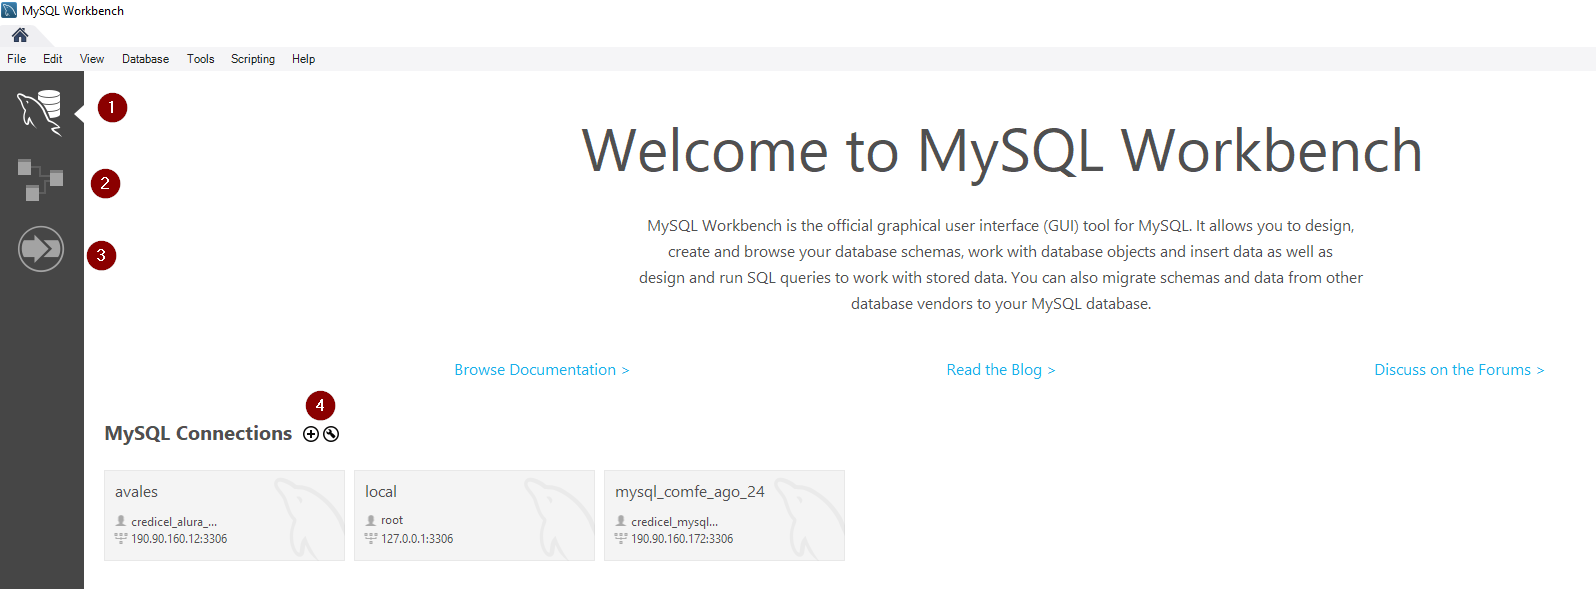 MySQL Workbench
File Edit View Database Tools Scripting Help
1
2
3
Welcome to MySQL Workbench
MySQL Workbench is the official graphical user interface (GUI) tool for MySQL. It allows you to design,
create and browse your database schemas, work with database objects and insert data as well as
design and run SQL queries to work with stored data. You can also migrate schemas and data from other
database vendors to your MySQL database.
Browse Documentation >
Read the Blog >
Discuss on the Forums >
4
MySQL Connections
avales
credicel_alura_...
190.90.160.12:3306
local
root
127.0.0.1:3306
mysql_comfe_ago_24
credicel_mysql...
190.90.160.172:3306